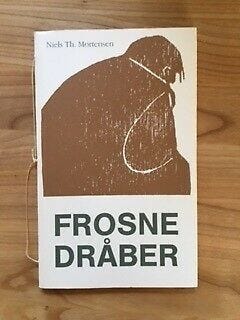 Niels Th. Mortensen
FROSNE
DRÅBER